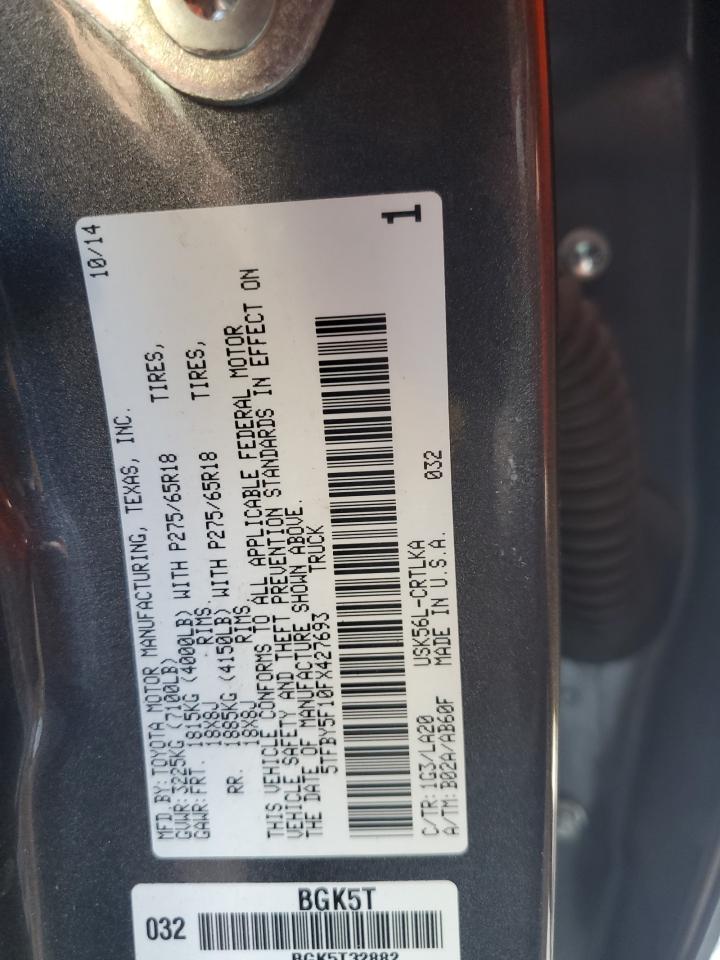 10/14
MFD.BY:TOYOTA MOTOR MANUFACTURING, TEXAS, INC.
GVWR:3225KG (7100LB)
GAWR:FRT. 1815KG (4000LB) WITH P275/65R18 TIRES,
18X8J RIMS.
RR. 1885KG (4150LB) WITH P275/65R18 TIRES,
18X8J RIMS.
THIS VEHICLE CONFORMS TO ALL APPLICABLE FEDERAL MOTOR
VEHICLE SAFETY AND THEFT PREVENTION STANDARDS IN EFFECT ON
THE DATE OF MANUFACTURE SHOWN ABOVE.
5TFBY5F10FX427693 TRUCK
C/TR:1G3/LA20 USK56L-CRTLKA 032
A/TM:B02A/AB60F MADE IN U.S.A.
1
BGK5T
032
BGK5T32882